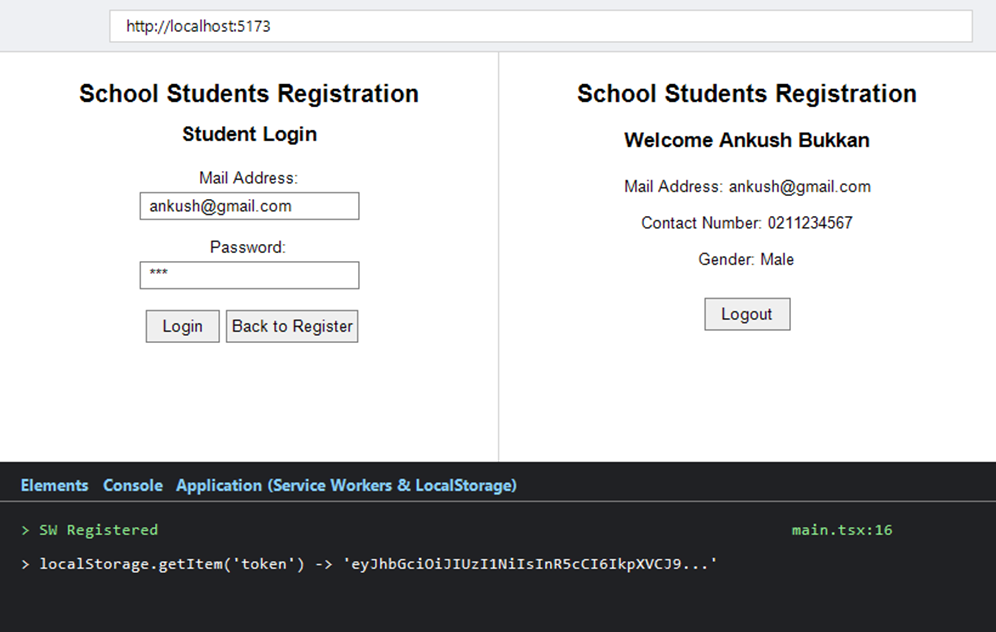 http://localhost:5173
School Students Registration
Student Login
Mail Address:
ankush@gmail.com
Password:
***
Login
Back to Register
School Students Registration
Welcome Ankush Bukkan
Mail Address: ankush@gmail.com
Contact Number: 0211234567
Gender: Male
Logout
Elements Console Application (Service Workers & LocalStorage)
> SW Registered main.tsx:16
> localStorage.getItem('token') -> 'eyJhbGciOiJIUzI1NiIsInR5cCI6IkpXVCJ9...'